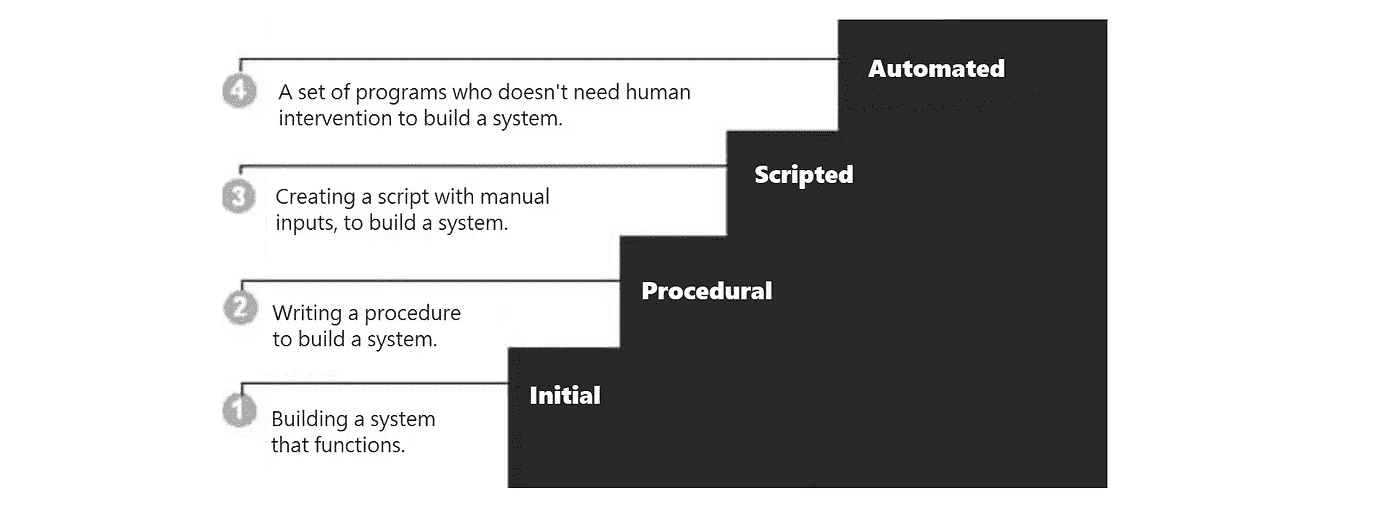 Automated
4
A set of programs who doesn't need human
intervention to build a system.
Scripted
3
Creating a script with manual
inputs, to build a system.
Procedural
2
Writing a procedure
to build a system.
Initial
1
Building a system
that functions.